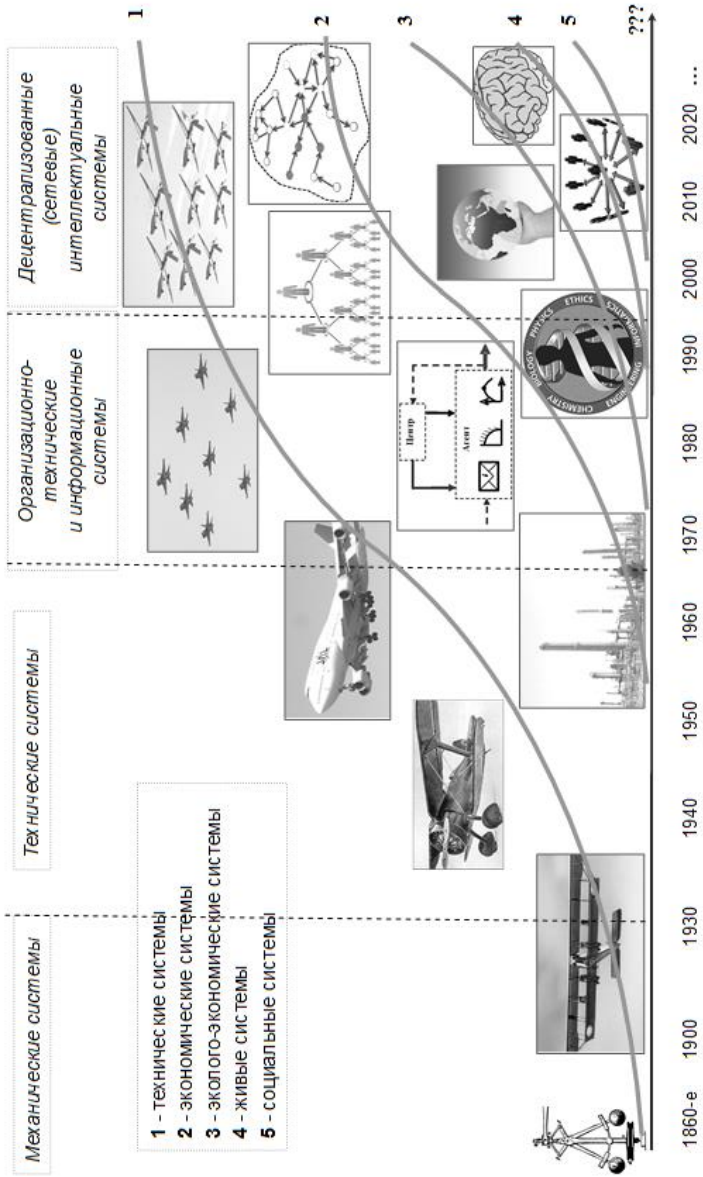 Механические системы
Технические системы
Организационно-
технические
и информационные
системы
Децентрализованные
(сетевые)
интеллектуальные
системы
1 - технические системы
2 - экономические системы
3 - эколого-экономические системы
4 - живые системы
5 - социальные системы
1
2
3
4
5
Центр
Агент
PHYSICS
ETHICS
INFORMATICS
ENGINEERING
CHEMISTRY
BIOLOGY
???
1860-е
1900
1930
1940
1950
1960
1970
1980
1990
2000
2010
2020
...